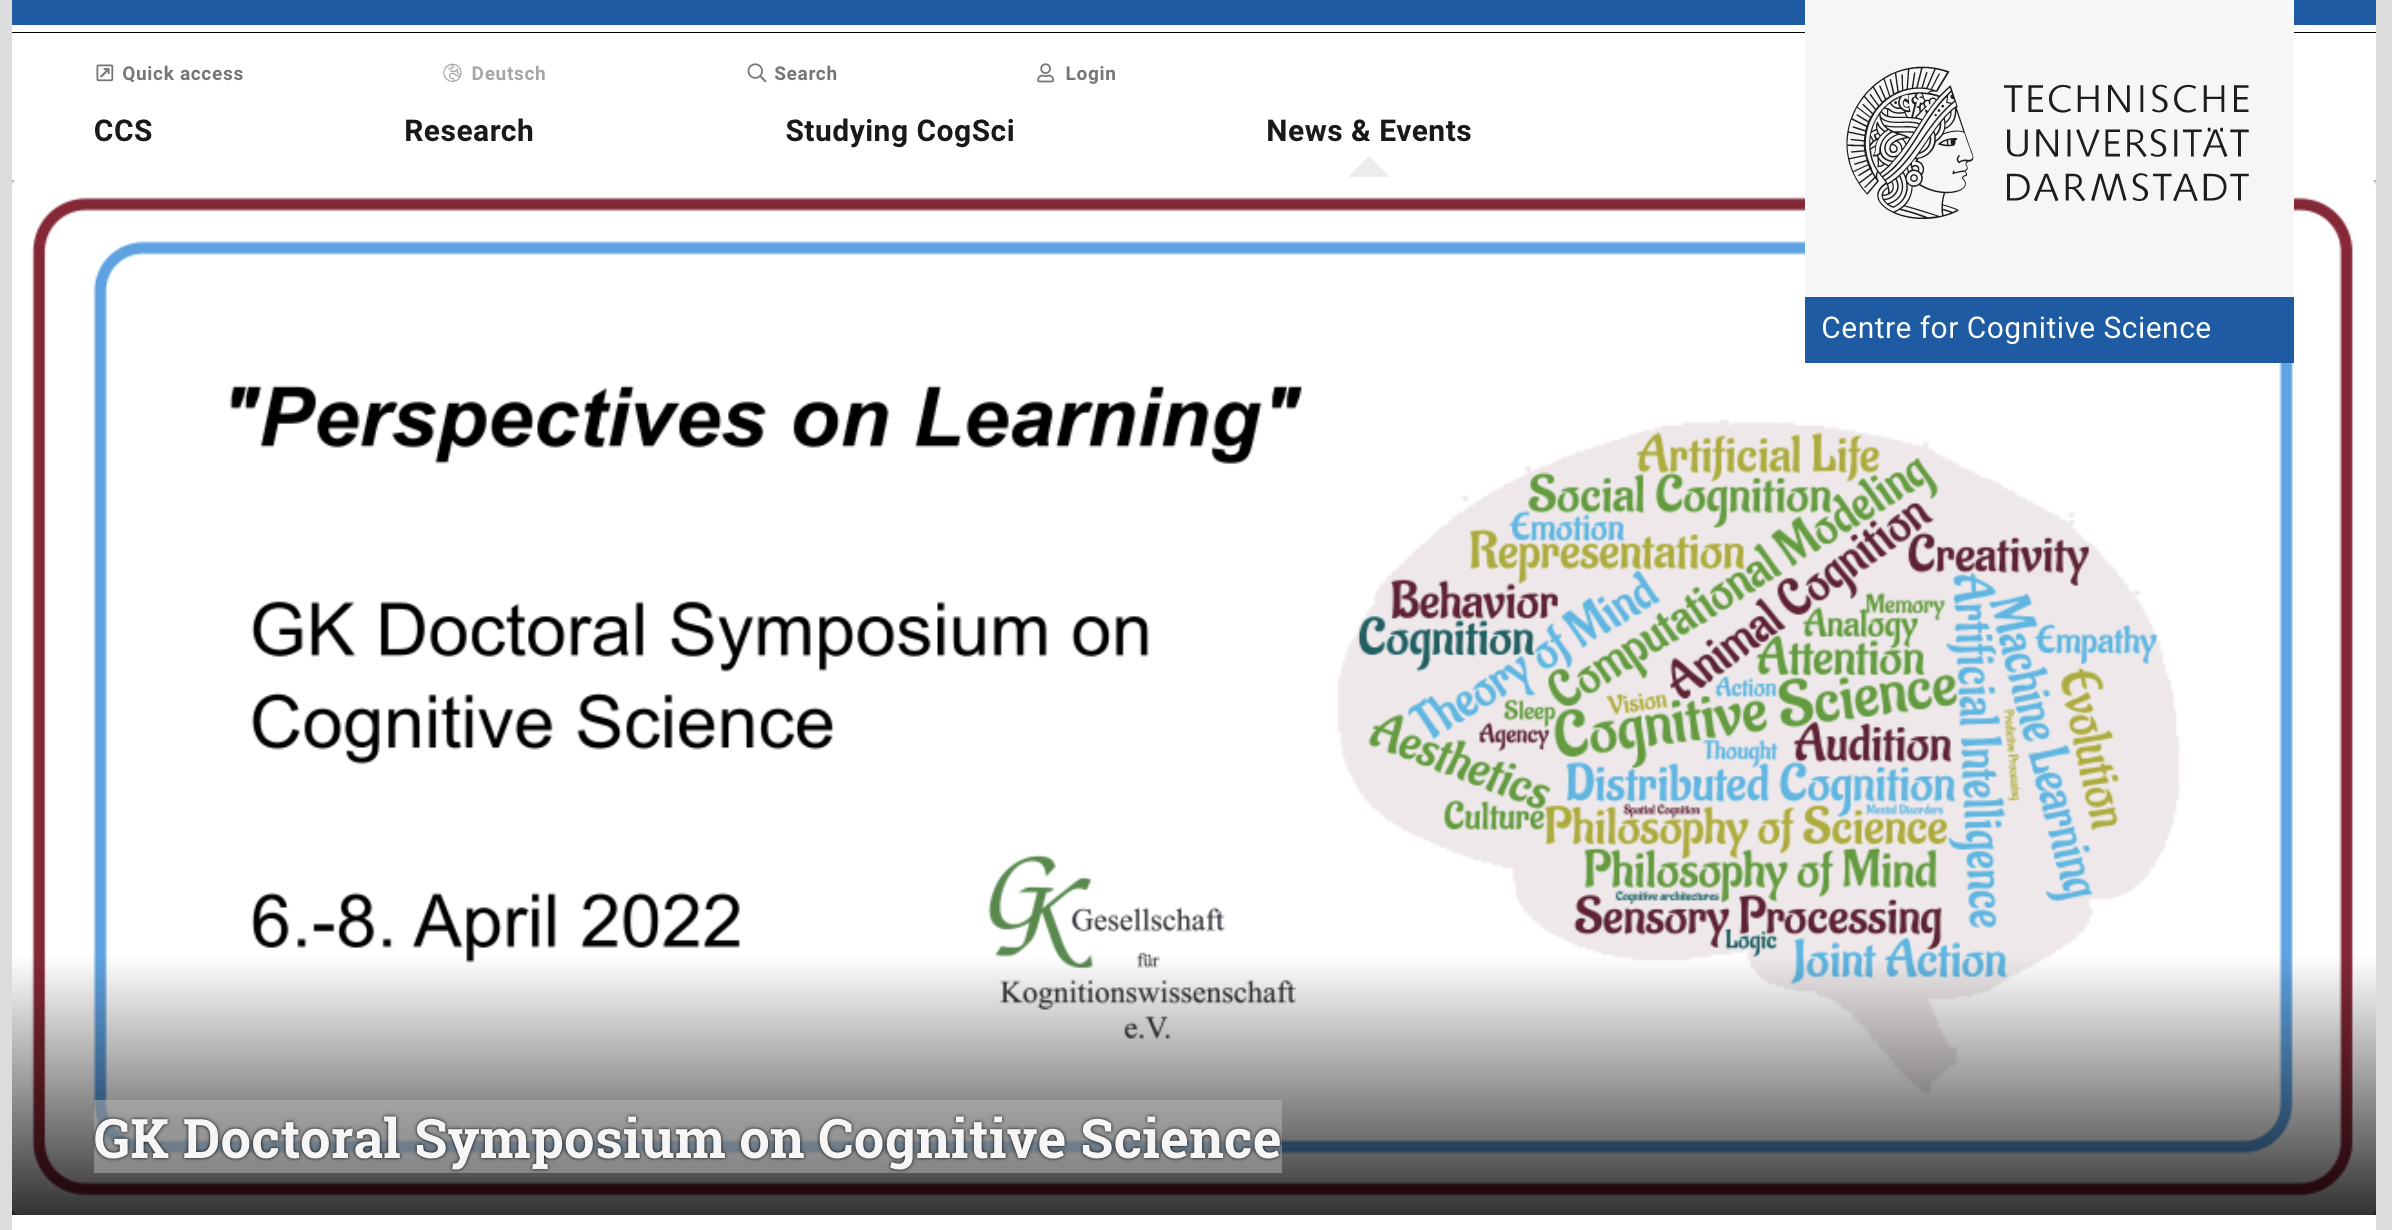 Quick access
Deutsch
Search
Login
CCS
Research
Studying CogSci
News & Events
TECHNISCHE
UNIVERSITÄT
DARMSTADT
Centre for Cognitive Science
"Perspectives on Learning"
GK Doctoral Symposium on
Cognitive Science
6.-8. April 2022
GK
Gesellschaft
für
Kognitionswissenschaft
e.V.
Artificial Life
Social Cognition
Emotion
Representation
Computational Modeling
Animal Cognition
Creativity
Behavior
Cognition
Theory of Mind
Memory
Analogy
Attention
Artificial Intelligence
Machine Learning
Empathy
Evolution
Predictive Processing
Action
Vision
Sleep
Agency
Cognitive Science
Aesthetics
Thought
Audition
Distributed Cognition
Spatial Cognition
Mental Disorders
Culture
Philosophy of Science
Philosophy of Mind
Cognitive architectures
Sensory Processing
Logic
Joint Action
GK Doctoral Symposium on Cognitive Science